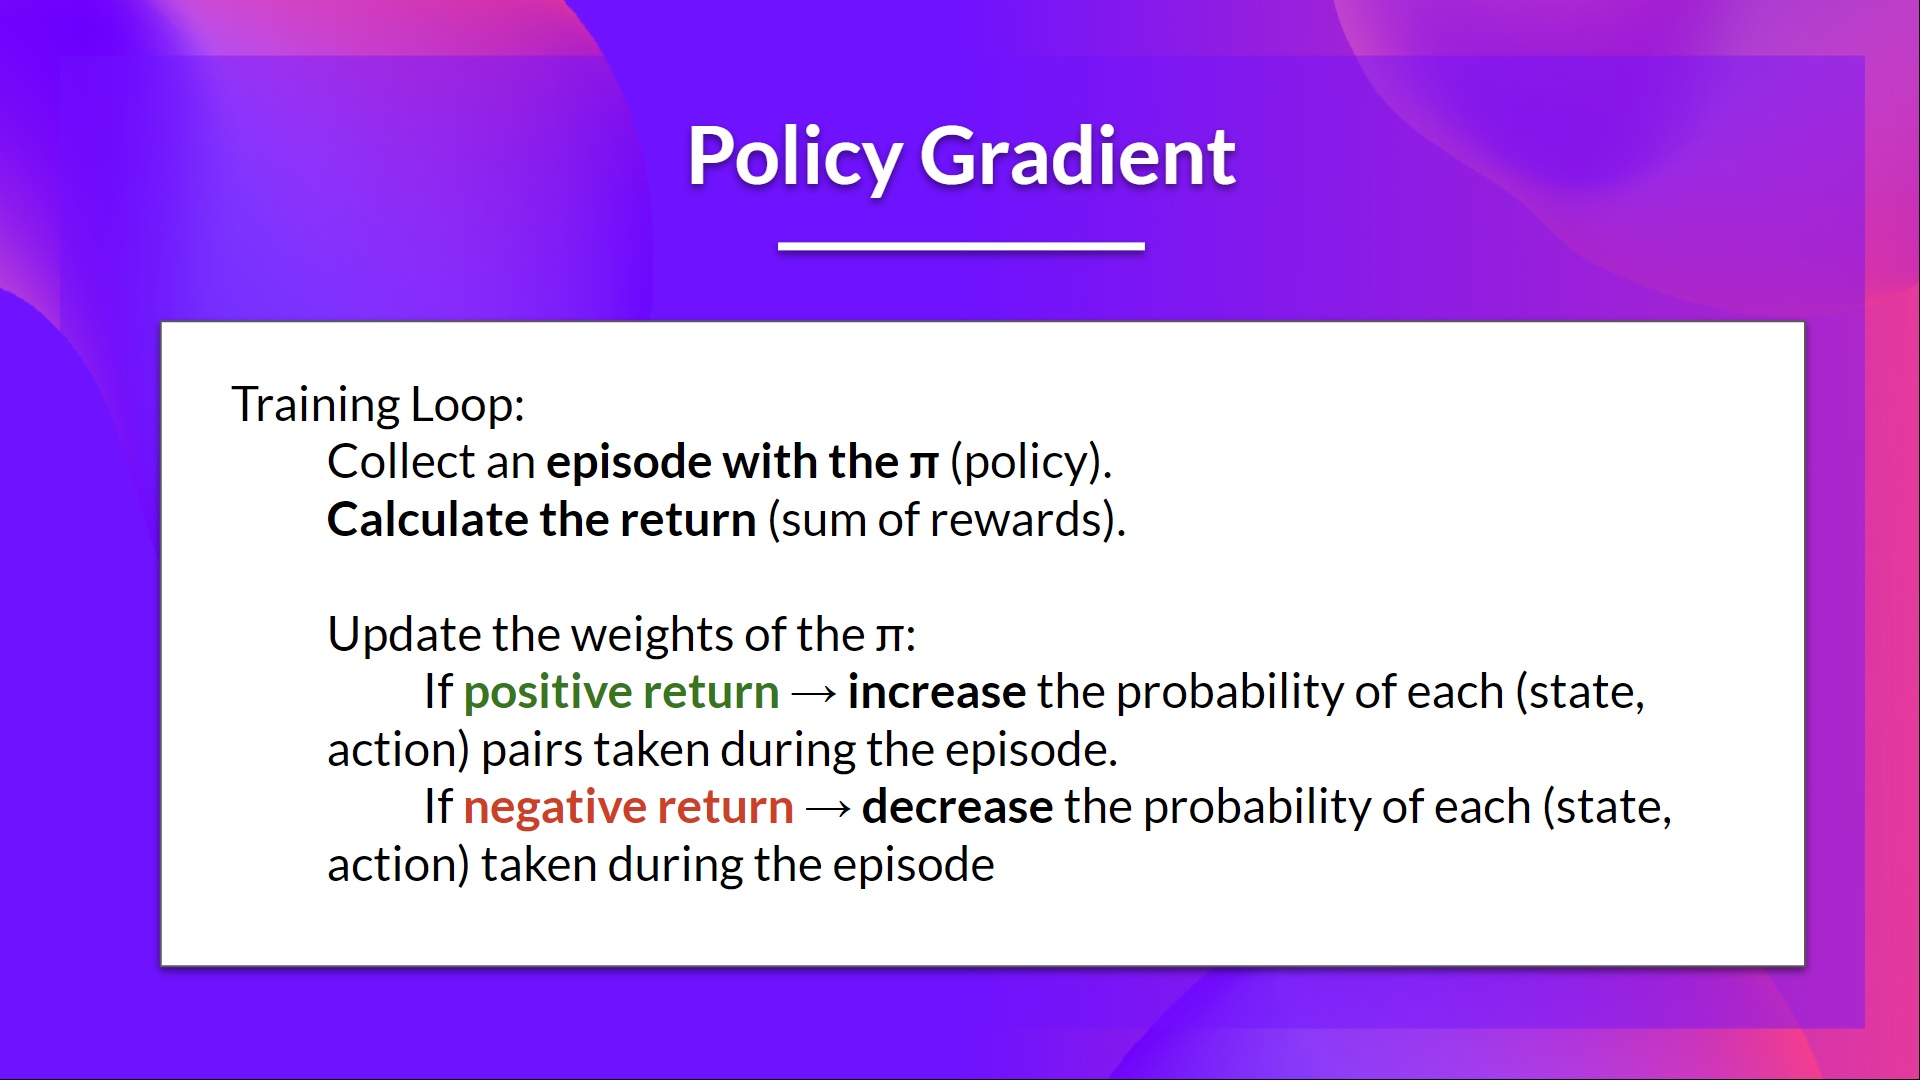 Policy Gradient
Training Loop:
Collect an episode with the π (policy).
Calculate the return (sum of rewards).
Update the weights of the π:
If positive return → increase the probability of each (state,
action) pairs taken during the episode.
If negative return → decrease the probability of each (state,
action) taken during the episode